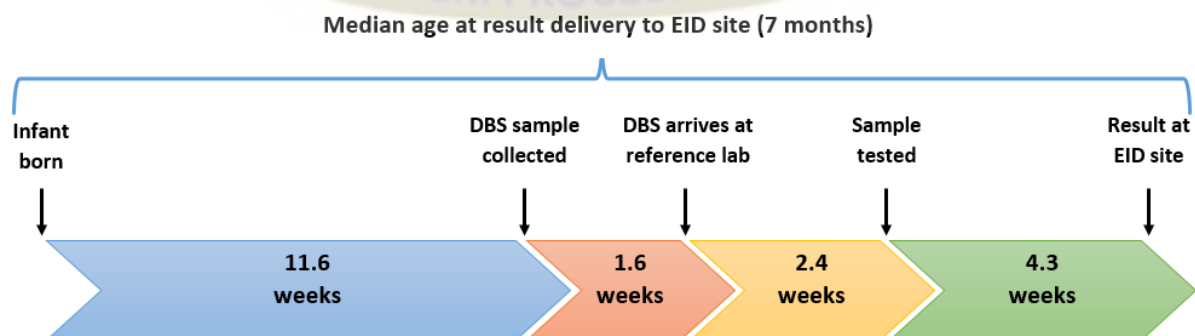 Median age at result delivery to EID site (7 months)
Infant
born
DBS sample
collected
DBS arrives at
reference lab
Sample
tested
Result at
EID site
11.6
weeks
1.6
weeks
2.4
weeks
4.3
weeks